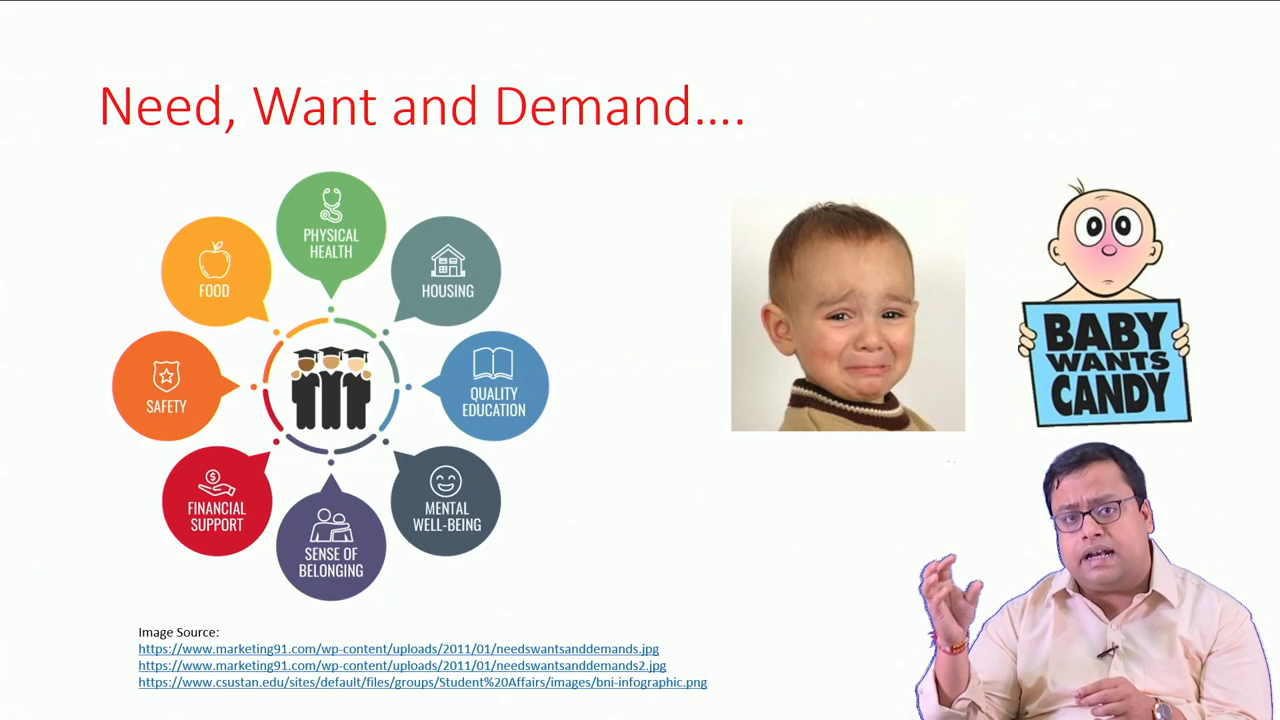 Need, Want and Demand....
PHYSICAL
HEALTH
FOOD
HOUSING
SAFETY
QUALITY
EDUCATION
FINANCIAL
SUPPORT
MENTAL
WELL-BEING
SENSE OF
BELONGING
BABY
WANTS
CANDY
Image Source:
https://www.marketing91.com/wp-content/uploads/2011/01/needswantsanddemands.jpg
https://www.marketing91.com/wp-content/uploads/2011/01/needswantsanddemands2.jpg
https://www.csustan.edu/sites/default/files/groups/Student%20Affairs/images/bni-infographic.png